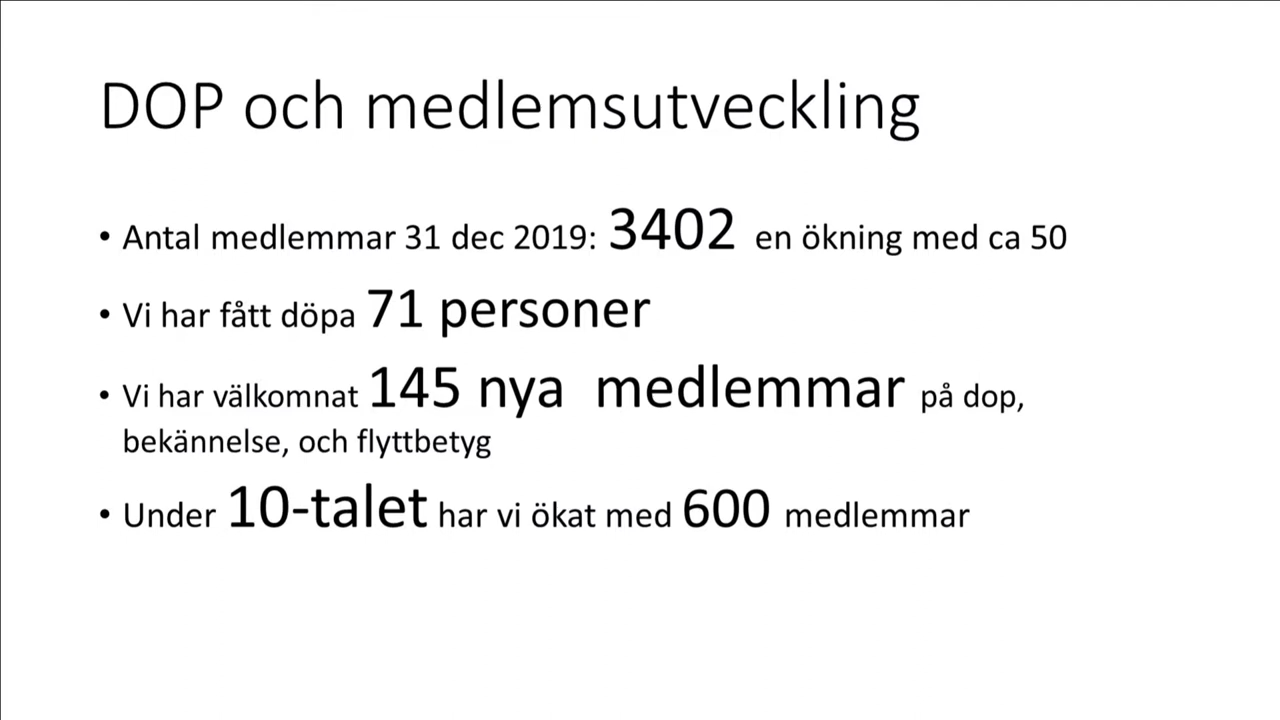 DOP och medlemsutveckling
• Antal medlemmar 31 dec 2019: 3402 en ökning med ca 50
• Vi har fått döpa 71 personer
• Vi har välkomnat 145 nya medlemmar på dop,
bekännelse, och flyttbetyg
• Under 10-talet har vi ökat med 600 medlemmar